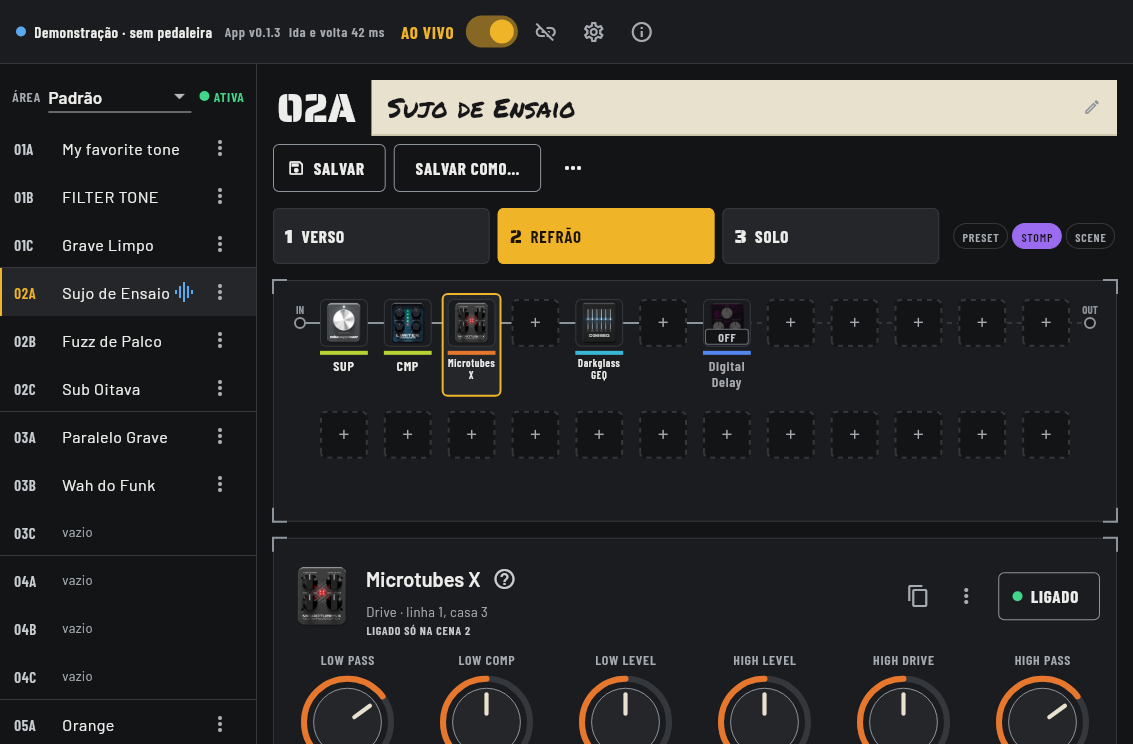 Demonstração · sem pedaleira App v0.1.3 Ida e volta 42 ms AO VIVO
ÁREA Padrão ATIVA
01A My favorite tone
01B FILTER TONE
01C Grave Limpo
02A Sujo de Ensaio
02B Fuzz de Palco
02C Sub Oitava
03A Paralelo Grave
03B Wah do Funk
03C vazio
04A vazio
04B vazio
04C vazio
05A Orange
02A Sujo de Ensaio
SALVAR SALVAR COMO... ...
1 VERSO 2 REFRÃO 3 SOLO PRESET STOMP SCENE
IN OUT
OFF
SUP CMP Microtubes X Darkglass GEQ Digital Delay
Microtubes X ?
Drive · linha 1, casa 3
LIGADO SÓ NA CENA 2
LIGADO
LOW PASS LOW COMP LOW LEVEL HIGH LEVEL HIGH DRIVE HIGH PASS